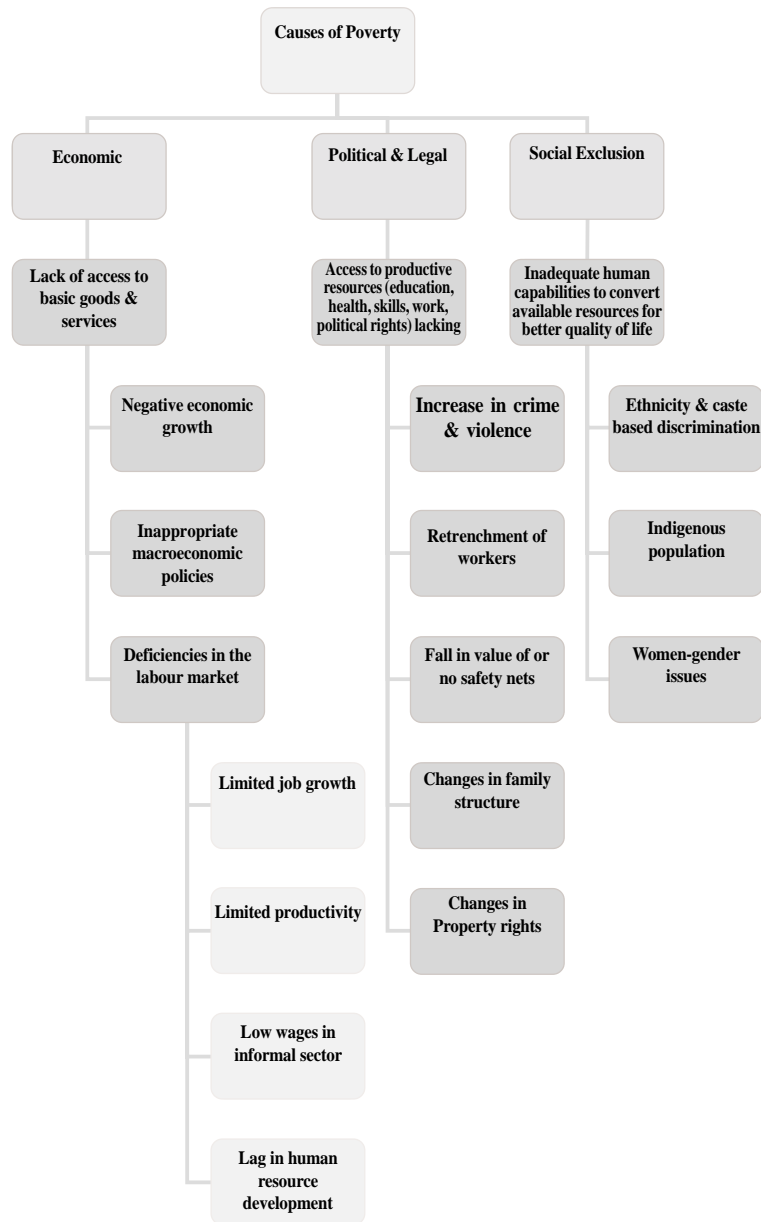 Causes of Poverty
Economic
Political & Legal
Social Exclusion
Lack of access to
basic goods &
services
Access to productive
resources (education,
health, skills, work,
political rights) lacking
Inadequate human
capabilities to convert
available resources for
better quality of life
Negative economic
growth
Increase in crime
& violence
Ethnicity & caste
based discrimination
Inappropriate
macroeconomic
policies
Retrenchment of
workers
Indigenous
population
Deficiencies in the
labour market
Fall in value of or
no safety nets
Women-gender
issues
Limited job growth
Changes in family
structure
Limited productivity
Changes in
Property rights
Low wages in
informal sector
Lag in human
resource
development